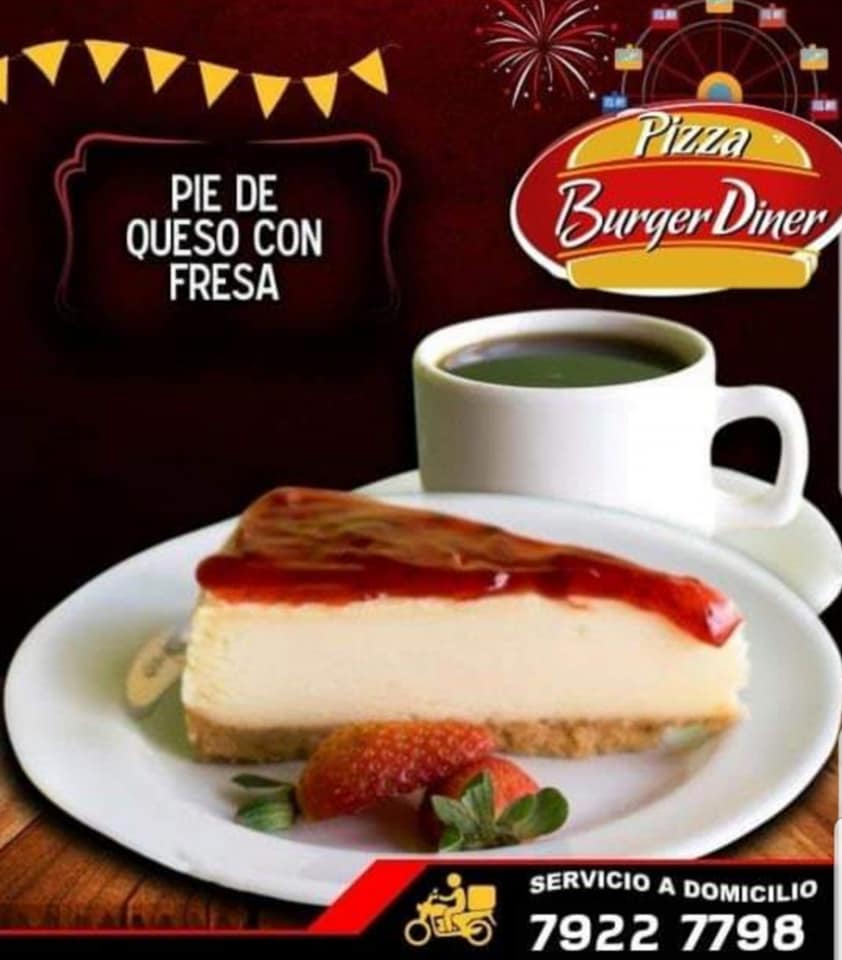 PIE DE
QUESO CON
FRESA
Pizza
Burger Diner
SERVICIO A DOMICILIO
7922 7798